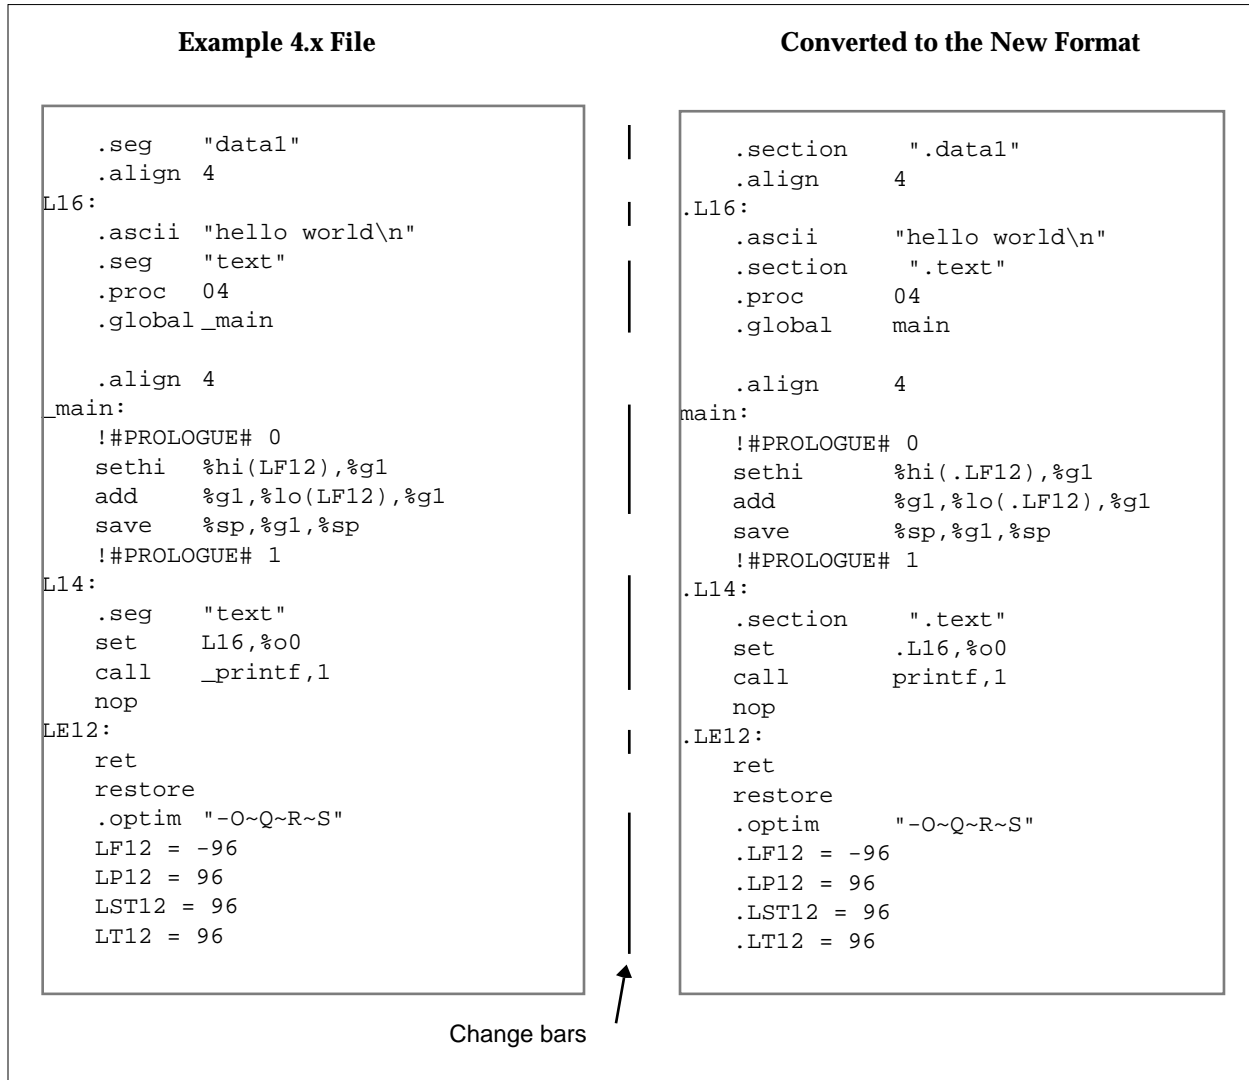 Example 4.x File
.seg "data1"
.align 4
L16:
.ascii "hello world\n"
.seg "text"
.proc 04
.global _main
.align 4
_main:
!#PROLOGUE# 0
sethi %hi(LF12),%g1
add %g1,%lo(LF12),%g1
save %sp,%g1,%sp
!#PROLOGUE# 1
L14:
.seg "text"
set L16,%o0
call _printf,1
nop
LE12:
ret
restore
.optim "-O~Q~R~S"
LF12 = -96
LP12 = 96
LST12 = 96
LT12 = 96
Converted to the New Format
.section ".data1"
.align 4
.L16:
.ascii "hello world\n"
.section ".text"
.proc 04
.global main
.align 4
main:
!#PROLOGUE# 0
sethi %hi(.LF12),%g1
add %g1,%lo(.LF12),%g1
save %sp,%g1,%sp
!#PROLOGUE# 1
.L14:
.section ".text"
set .L16,%o0
call printf,1
nop
.LE12:
ret
restore
.optim "-O~Q~R~S"
.LF12 = -96
.LP12 = 96
.LST12 = 96
.LT12 = 96
Change bars